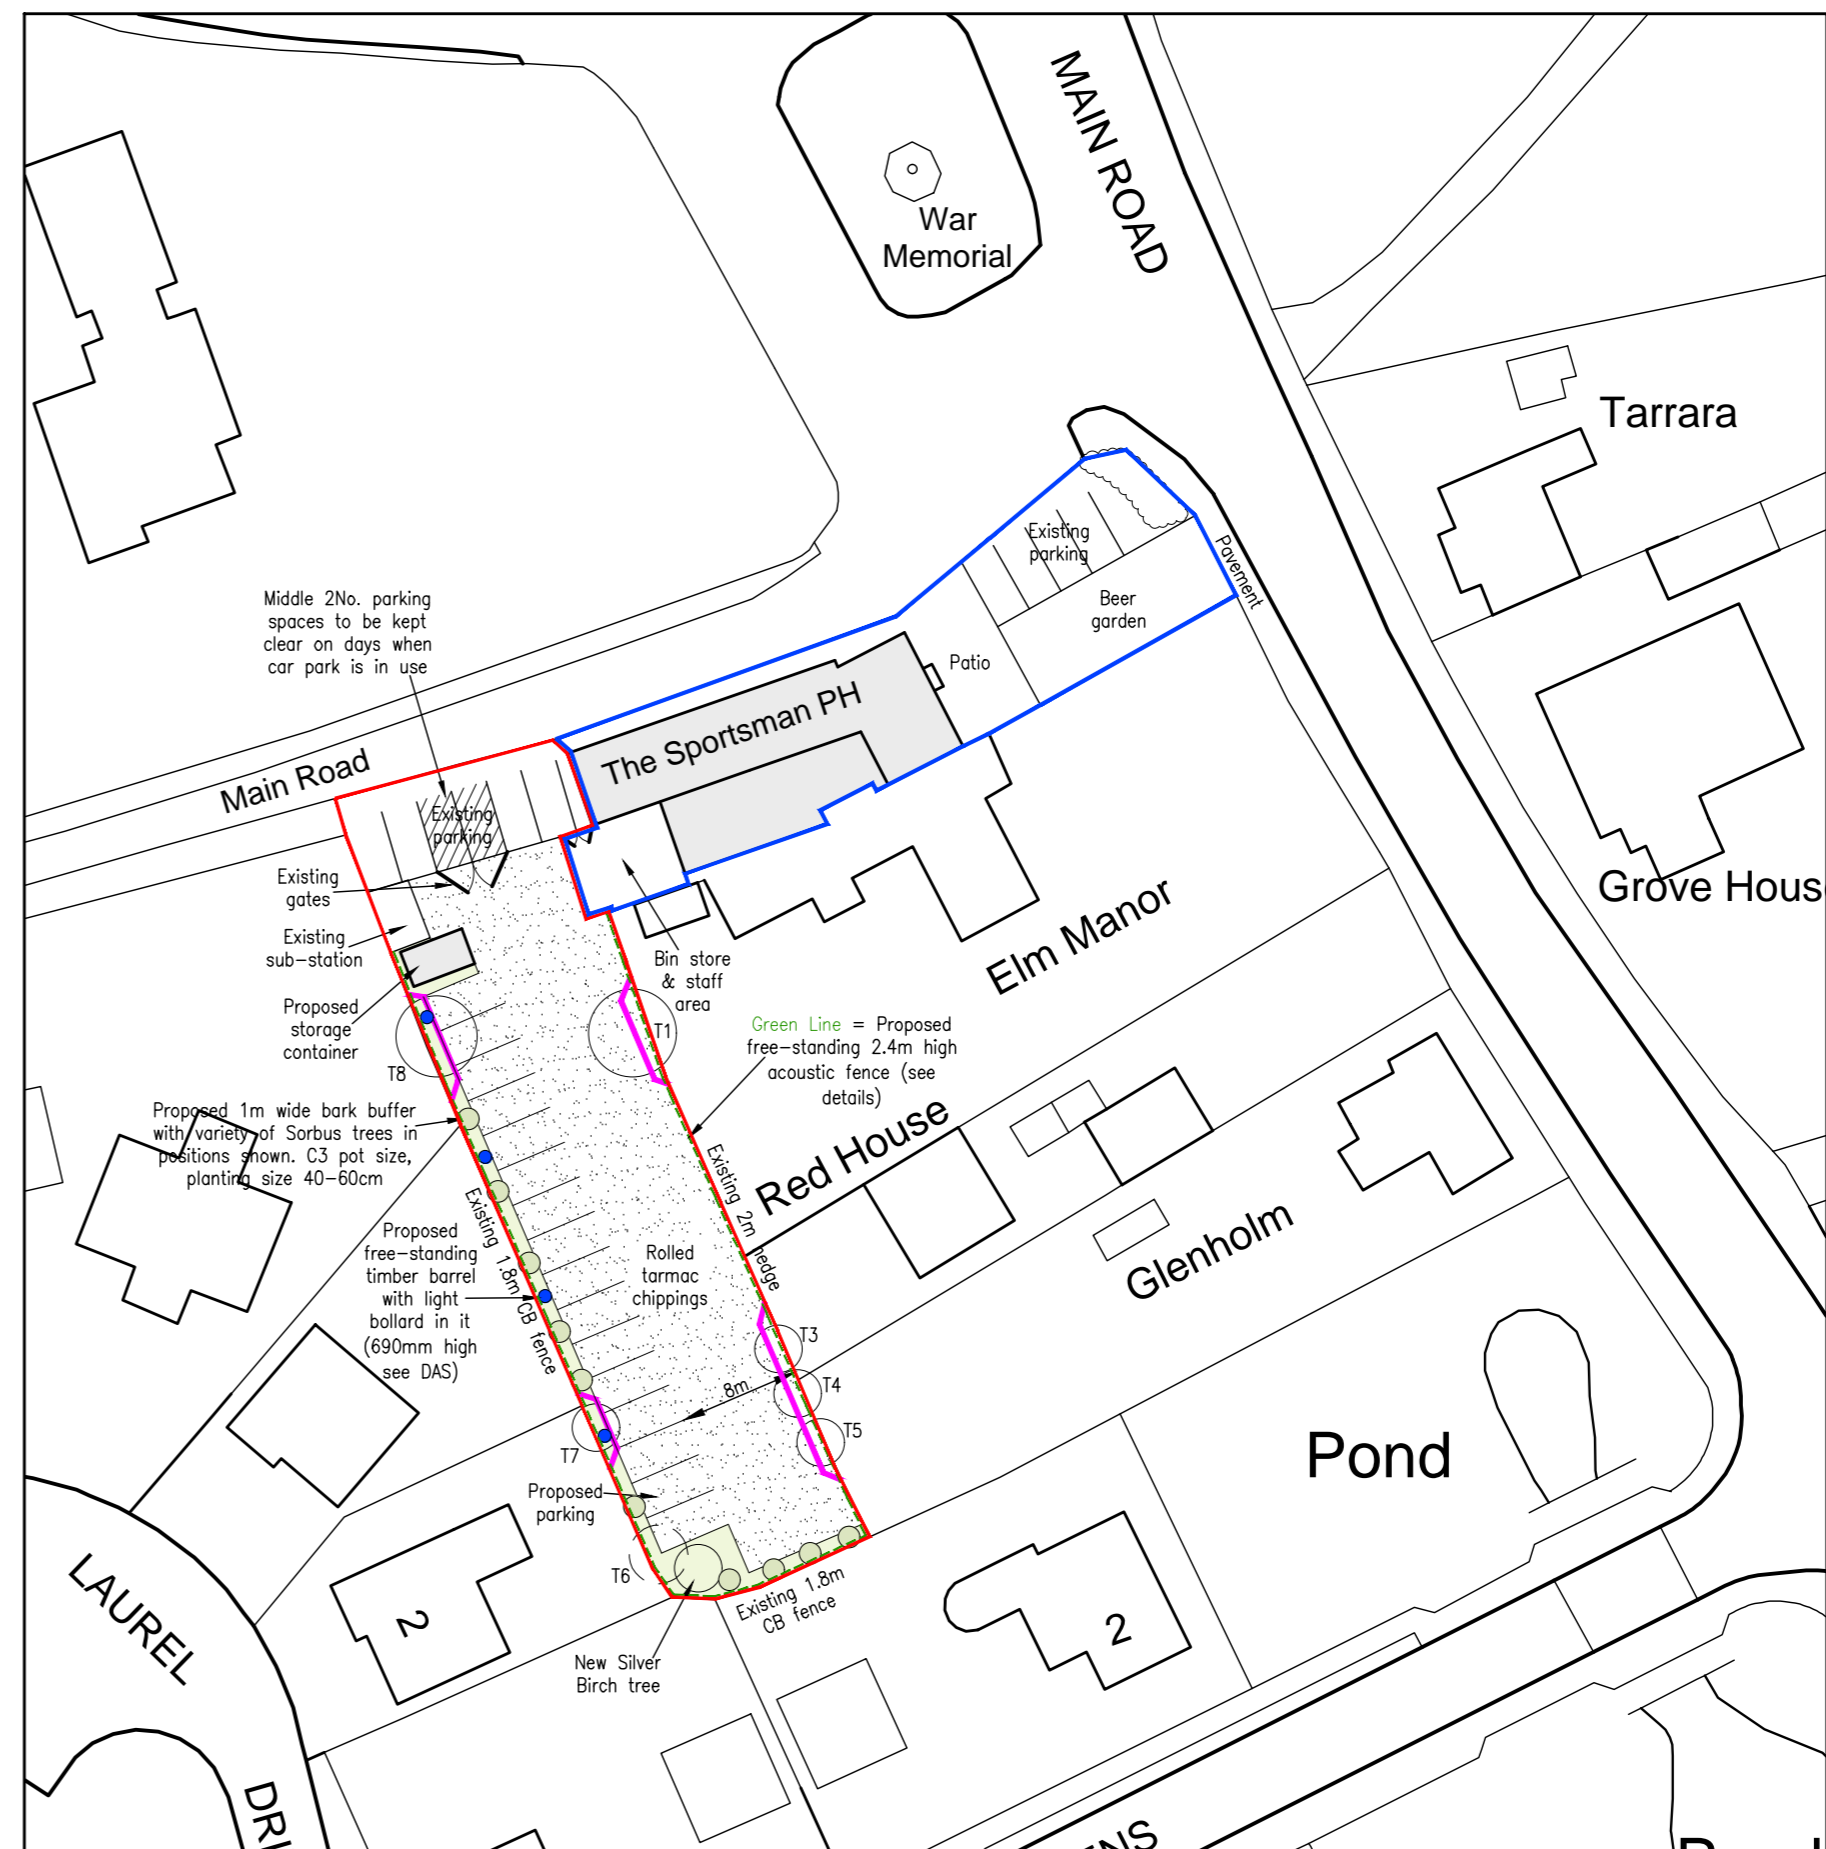 MAIN ROAD
War
Memorial
Tarrara
Existing
parking
Pavement
Beer
garden
Patio
Middle 2No. parking
spaces to be kept
clear on days when
car park is in use
The Sportsman PH
Main Road
Existing
parking
Existing
gates
Grove Hous
Existing
sub-station
Elm Manor
Bin store
& staff
area
Proposed
storage
container
Green Line = Proposed
free-standing 2.4m high
acoustic fence (see
details)
T1
T8
Proposed 1m wide bark buffer
with variety of Sorbus trees in
positions shown. C3 pot size,
planting size 40-60cm
Red House
Existing 2m hedge
Existing 1.8m CB fence
Proposed
free-standing
timber barrel
with light
bollard in it
(690mm high
see DAS)
Rolled
tarmac
chippings
Glenholm
T3
8m
T4
T5
T7
Pond
Proposed
parking
T6
Existing 1.8m
CB fence
LAUREL
2
2
New Silver
Birch tree
DRI
ENS